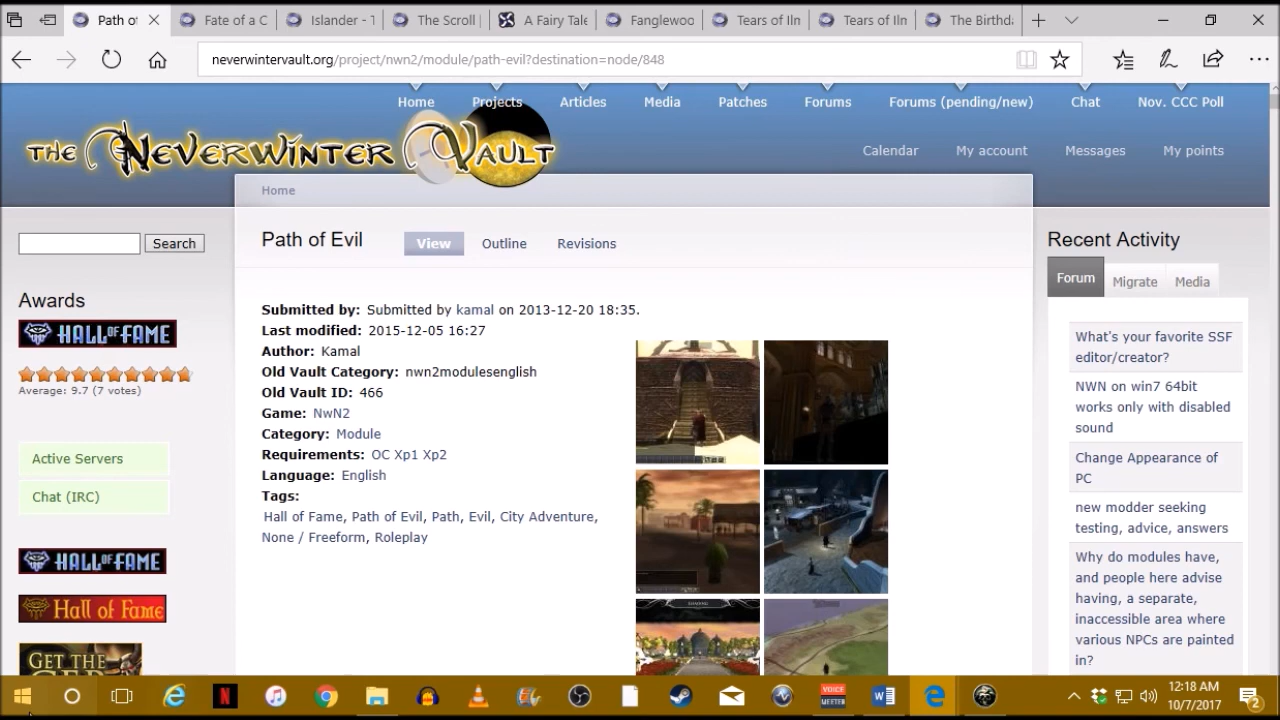 Path of
Fate of a C
Islander - T
The Scroll
A Fairy Tale
Fanglewoo
Tears of Iln
Tears of Iln
The Birthda
neverwintervault.org/project/nwn2/module/path-evil?destination=node/848
Home Projects Articles Media Patches Forums Forums (pending/new) Chat Nov. CCC Poll
THE NEVERWINTER VAULT
Calendar My account Messages My points
Home
Search
Path of Evil View Outline Revisions
Recent Activity
Forum Migrate Media
Awards
HALL OF FAME
Average: 9.7 (7 votes)
Active Servers
Chat (IRC)
HALL OF FAME
Hall of Fame
GET THE
Submitted by: Submitted by kamal on 2013-12-20 18:35.
Last modified: 2015-12-05 16:27
Author: Kamal
Old Vault Category: nwn2modulesenglish
Old Vault ID: 466
Game: NwN2
Category: Module
Requirements: OC Xp1 Xp2
Language: English
Tags:
Hall of Fame, Path of Evil, Path, Evil, City Adventure,
None / Freeform, Roleplay
LOADING
What's your favorite SSF
editor/creator?
NWN on win7 64bit
works only with disabled
sound
Change Appearance of
PC
new modder seeking
testing, advice, answers
Why do modules have,
and people here advise
having, a separate,
inaccessible area where
various NPCs are painted
in?
VOICE
MEETER
12:18 AM
10/7/2017
2